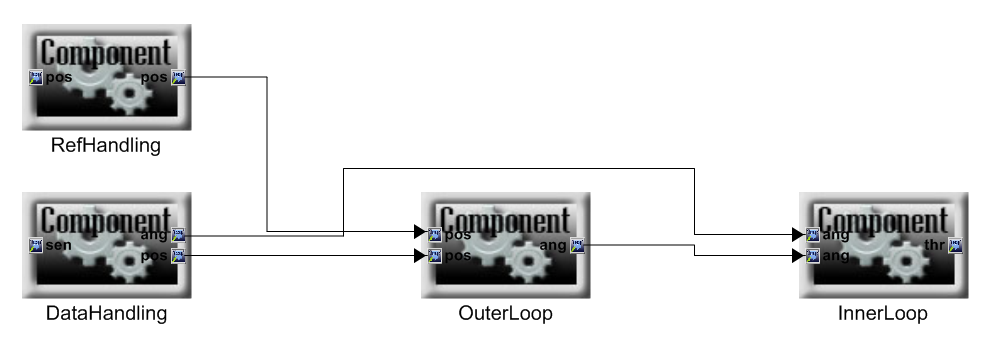 Component
pos pos
RefHandling
Component
sen ang
pos
DataHandling
Component
pos ang
pos
OuterLoop
Component
ang thr
ang
InnerLoop